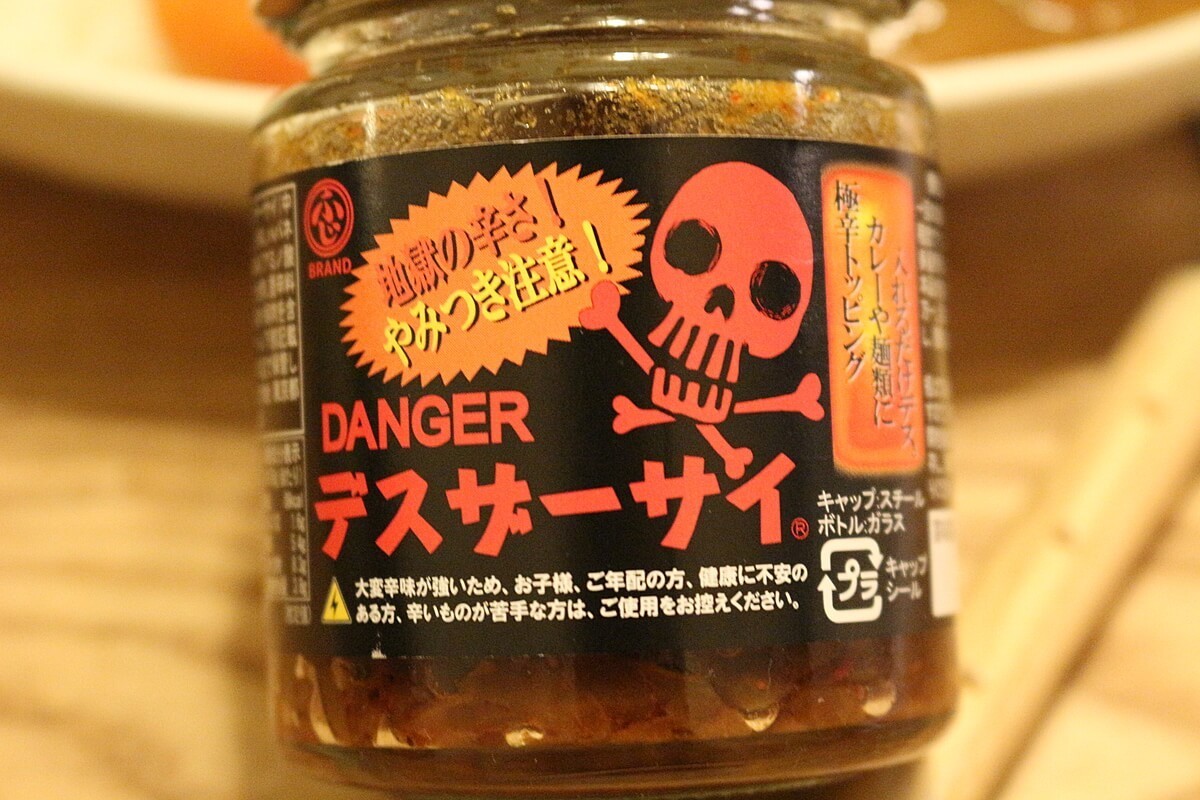 ふじ
BRAND
地獄の辛さ!
やみつき注意!
DANGER
デスザーサイ®
大変辛味が強いため、お子様、ご年配の方、健康に不安の
ある方、辛いものが苦手な方は、ご使用をお控えください。
入れるだけデス
カレーや麺類に
極辛トッピング
キャップ:スチール
ボトル:ガラス
プラ
キャップ
シール